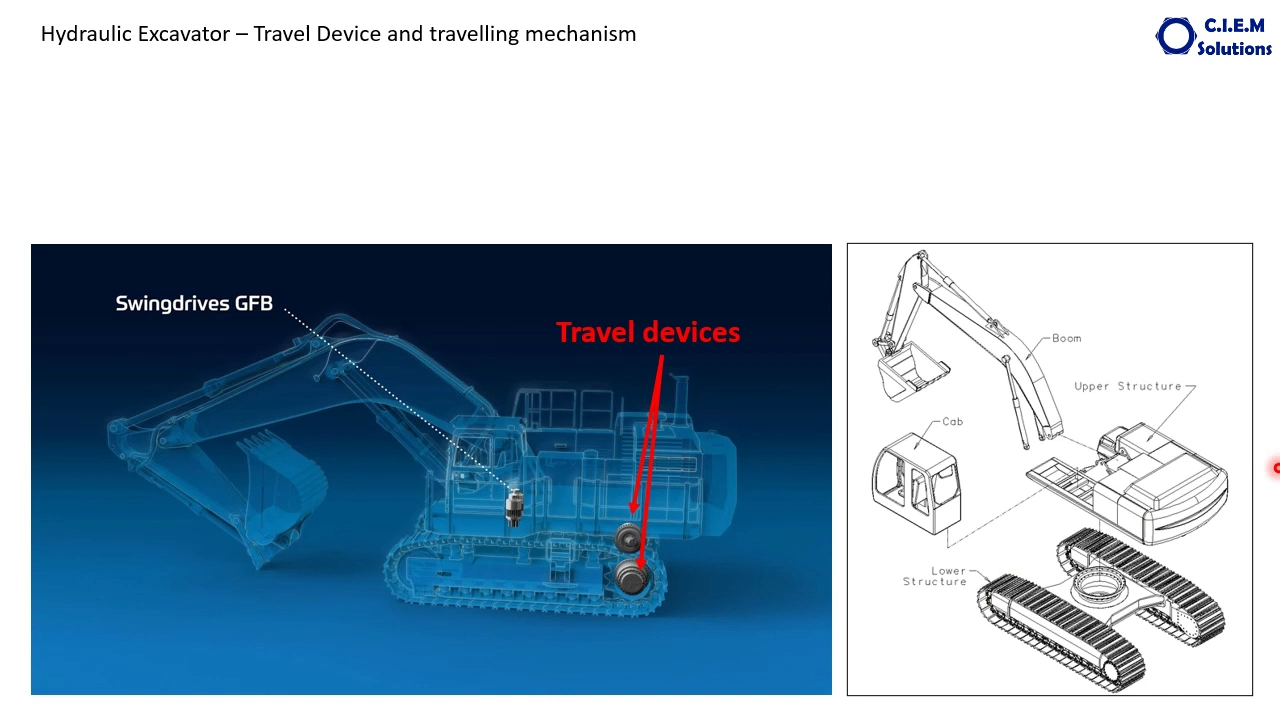 Hydraulic Excavator – Travel Device and travelling mechanism
C.I.E.M
Solutions
Swingdrives GFB
Travel devices
Boom
Upper Structure
Cab
Lower
Structure